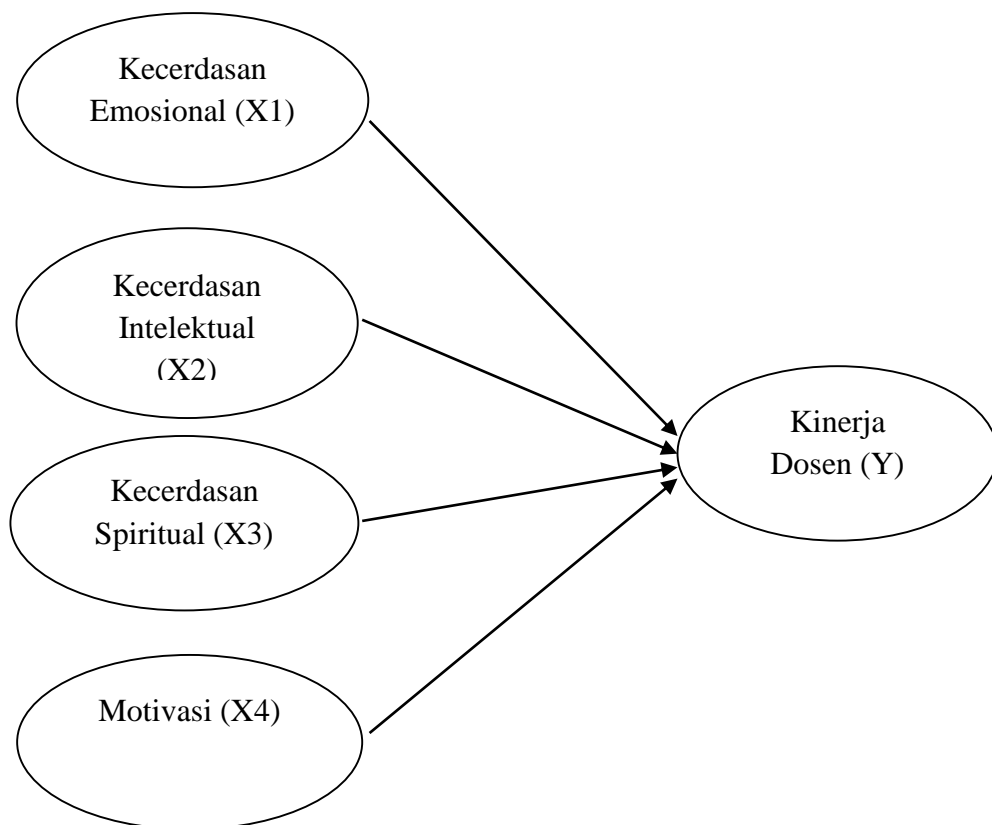 Kecerdasan
Emosional (X1)
Kecerdasan
Intelektual
(X2)
Kecerdasan
Spiritual (X3)
Motivasi (X4)
Kinerja
Dosen (Y)